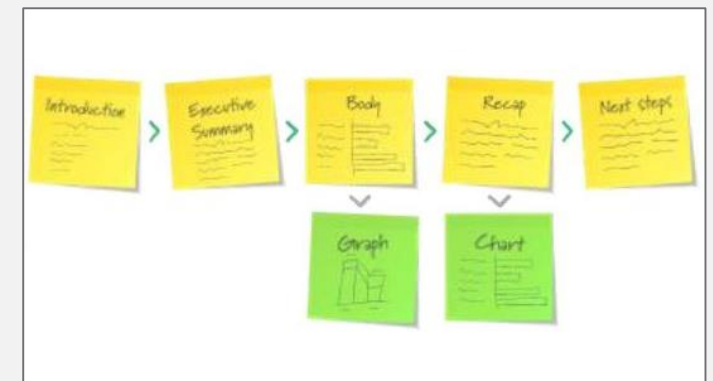 Introduction
Executive
Summary
Body
Recap
Next steps
Graph
Chart